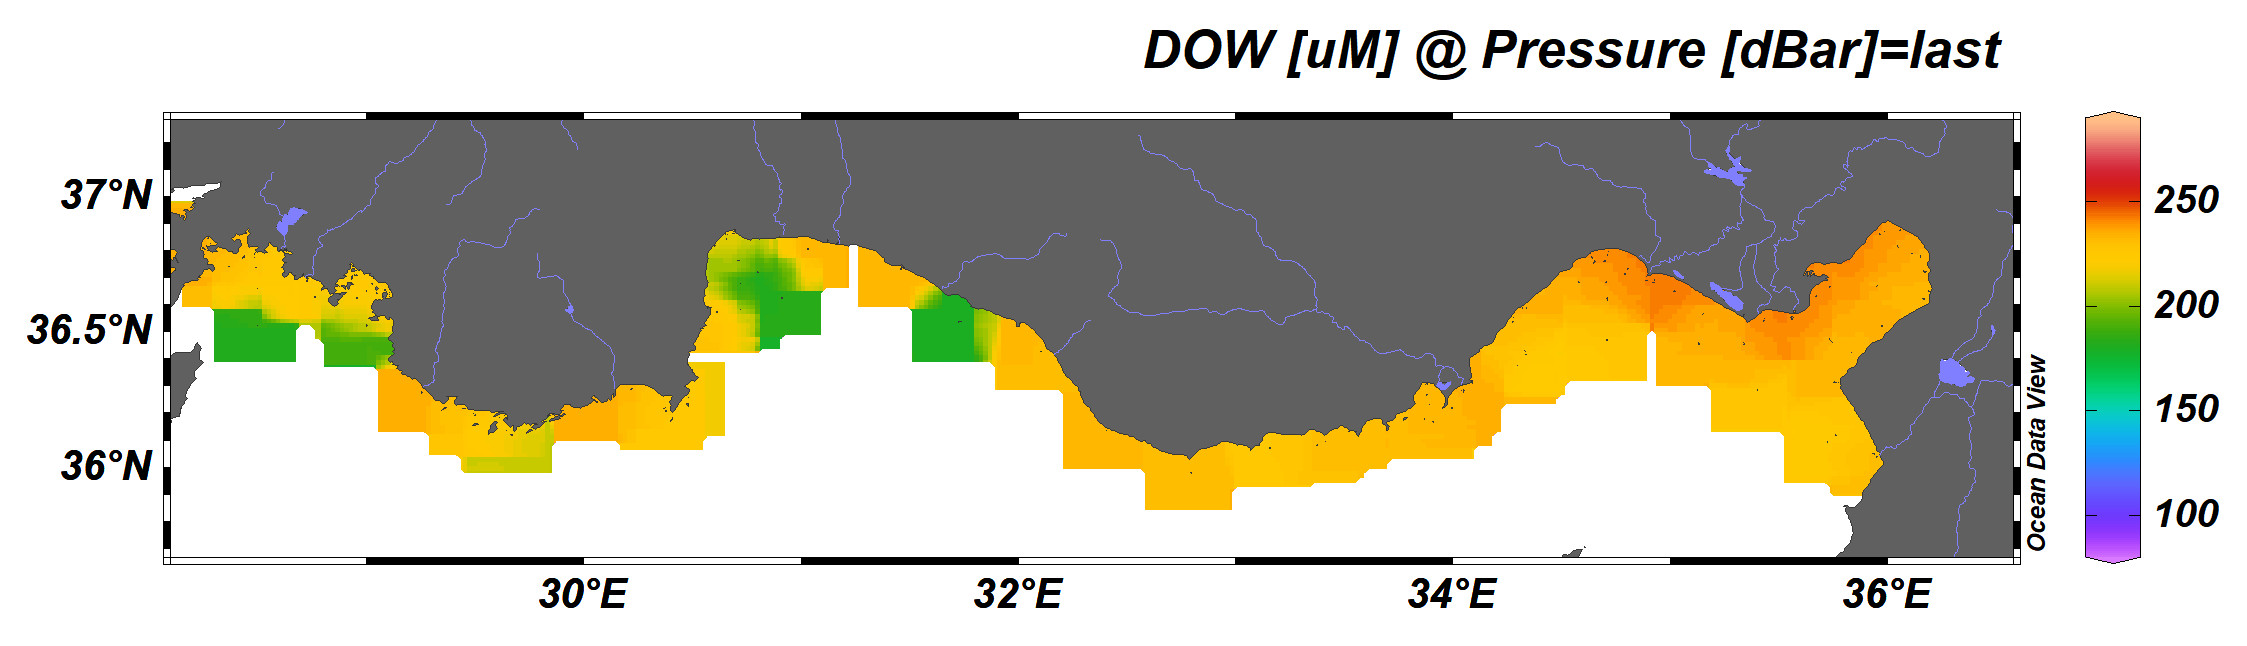 DOW [uM] @ Pressure [dBar]=last
37°N
36.5°N
36°N
30°E
32°E
34°E
36°E
Ocean Data View
250
200
150
100